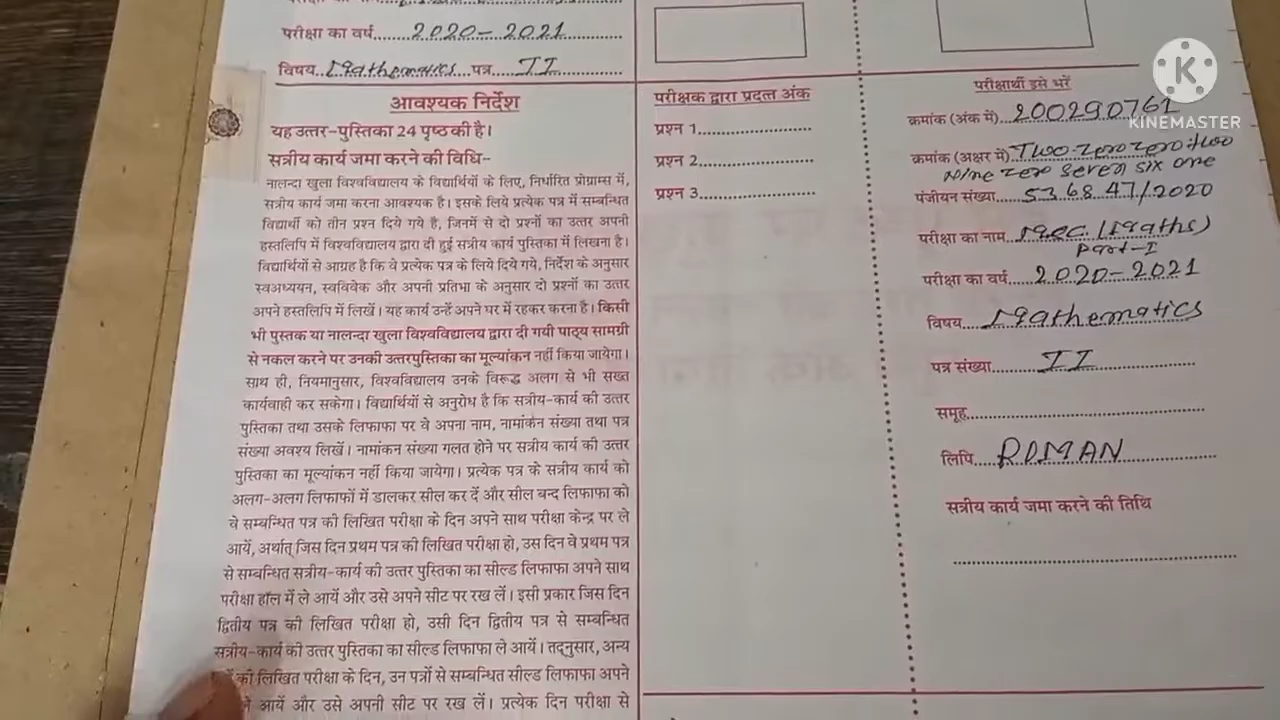 परीक्षा का वर्ष 2020-2021
विषय Mathematics पत्र II
आवश्यक निर्देश
यह उत्तर-पुस्तिका 24 पृष्ठ की है।
सत्रीय कार्य जमा करने की विधि-
नालन्दा खुला विश्वविद्यालय के विद्यार्थियों के लिए, निर्धारित प्रोग्राम्स में,
सत्रीय कार्य जमा करना आवश्यक है। इसके लिये प्रत्येक पत्र में सम्बन्धित
विद्यार्थी को तीन प्रश्न दिये गये है, जिनमें से दो प्रश्नों का उत्तर अपनी
हस्तलिपि में विश्वविद्यालय द्वारा दी हुई सत्रीय कार्य पुस्तिका में लिखना है।
विद्यार्थियों से आग्रह है कि वे प्रत्येक पत्र के लिये दिये गये, निर्देश के अनुसार
स्वअध्ययन, स्वविवेक और अपनी प्रतिभा के अनुसार दो प्रश्नों का उत्तर
अपने हस्तलिपि में लिखें। यह कार्य उन्हें अपने घर में रहकर करना है। किसी
भी पुस्तक या नालन्दा खुला विश्वविद्यालय द्वारा दी गयी पाठ्य सामग्री
से नकल करने पर उनकी उत्तरपुस्तिका का मूल्यांकन नहीं किया जायेगा।
साथ ही, नियमानुसार, विश्वविद्यालय उनके विरूद्ध अलग से भी सख्त
कार्यवाही कर सकेगा। विद्यार्थियों से अनुरोध है कि सत्रीय-कार्य की उत्तर
पुस्तिका तथा उसके लिफाफा पर वे अपना नाम, नामांकन संख्या तथा पत्र
संख्या अवश्य लिखें। नामांकन संख्या गलत होने पर सत्रीय कार्य की उत्तर
पुस्तिका का मूल्यांकन नहीं किया जायेगा। प्रत्येक पत्र के सत्रीय कार्य को
अलग-अलग लिफाफों में डालकर सील कर दें और सील बन्द लिफाफा को
वे सम्बन्धित पत्र की लिखित परीक्षा के दिन अपने साथ परीक्षा केन्द्र पर ले
आयें, अर्थात् जिस दिन प्रथम पत्र की लिखित परीक्षा हो, उस दिन वे प्रथम पत्र
से सम्बन्धित सत्रीय-कार्य की उत्तर पुस्तिका का सील्ड लिफाफा अपने साथ
परीक्षा हॉल में ले आयें और उसे अपने सीट पर रख लें। इसी प्रकार जिस दिन
द्वितीय पत्र की लिखित परीक्षा हो, उसी दिन द्वितीय पत्र से सम्बन्धित
सत्रीय-कार्य की उत्तर पुस्तिका का सील्ड लिफाफा ले आयें। तद्नुसार, अन्य
की लिखित परीक्षा के दिन, उन पत्रों से सम्बन्धित सील्ड लिफाफा अपने
ले आयें और उसे अपनी सीट पर रख लें। प्रत्येक दिन परीक्षा से
परीक्षक द्वारा प्रदत्त अंक
प्रश्न 1
प्रश्न 2
प्रश्न 3
परीक्षार्थी इसे भरें
क्रमांक (अंक में) 200290761
क्रमांक (अक्षर में) Two zero zero two
Nine zero seven six one
पंजीयन संख्या 536847/2020
परीक्षा का नाम M.Sc. (Maths)
Part-I
परीक्षा का वर्ष 2020-2021
विषय Mathematics
पत्र संख्या II
समूह
लिपि ROMAN
सत्रीय कार्य जमा करने की तिथि
K
KINEMASTER